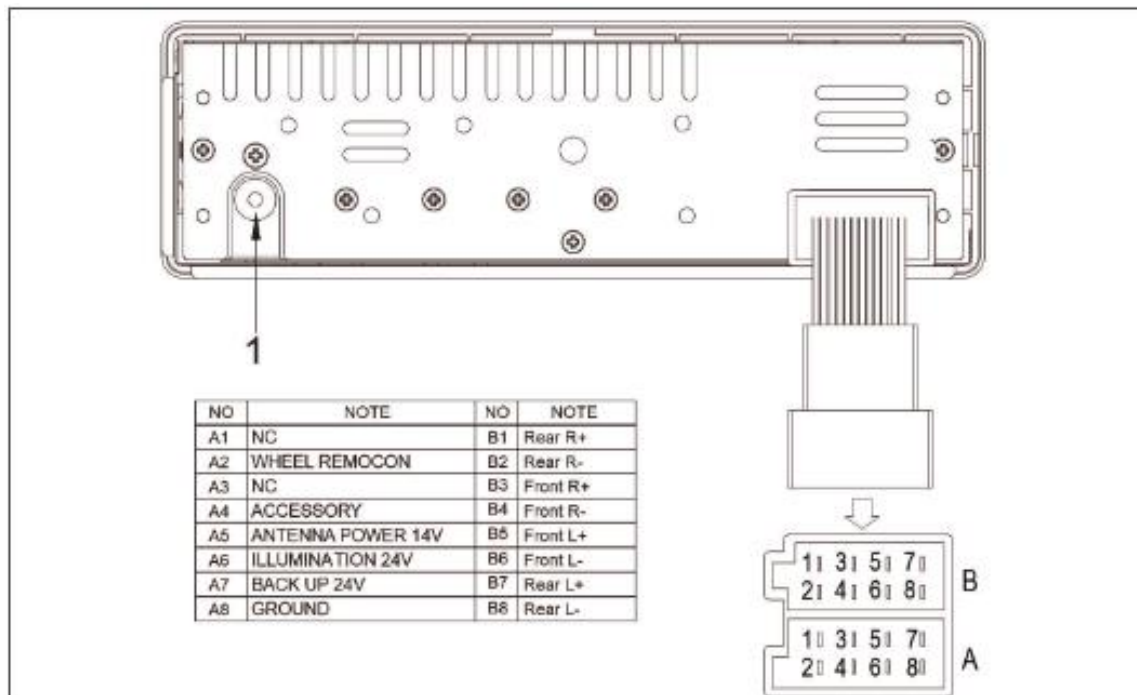 1
NO NOTE NO NOTE
A1 NC B1 Rear R+
A2 WHEEL REMOCON B2 Rear R-
A3 NC B3 Front R+
A4 ACCESSORY B4 Front R-
A5 ANTENNA POWER 14V B5 Front L+
A6 ILLUMINATION 24V B6 Front L-
A7 BACK UP 24V B7 Rear L+
A8 GROUND B8 Rear L-
1 3 5 7
2 4 6 8
B
1 3 5 7
2 4 6 8
A